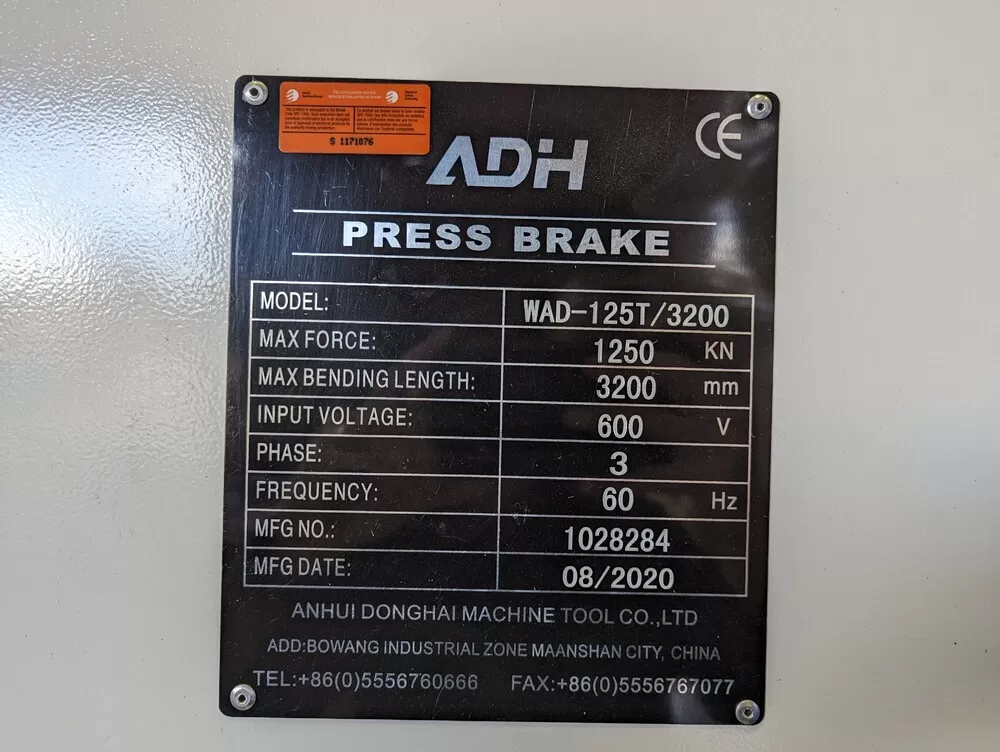 S 1171076
ADH
CE
PRESS BRAKE
MODEL: WAD-125T/3200
MAX FORCE: 1250 KN
MAX BENDING LENGTH: 3200 mm
INPUT VOLTAGE: 600 V
PHASE: 3
FREQUENCY: 60 Hz
MFG NO.: 1028284
MFG DATE: 08/2020
ANHUI DONGHAI MACHINE TOOL CO.,LTD
ADD:BOWANG INDUSTRIAL ZONE MAANSHAN CITY, CHINA
TEL:+86(0)5556760666 FAX:+86(0)5556767077